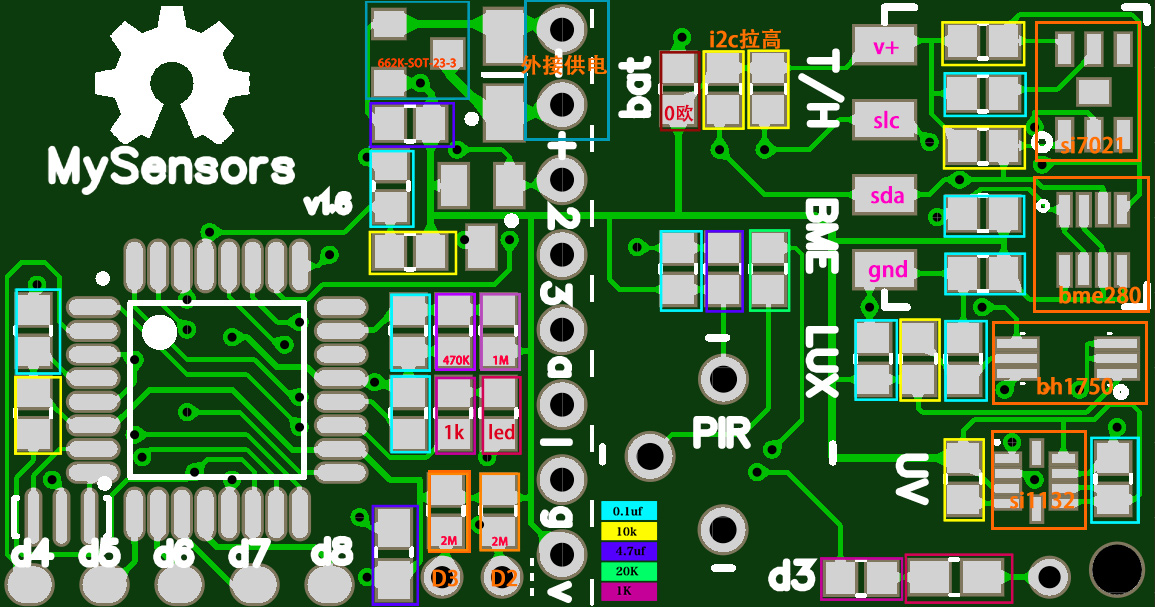 662K-SOT-23-3
外接供电
i2c拉高
bat
0欧
T/H
v+
slc
sda
gnd
si7021
MySensors
v1.6
+
2
3
a
l
g
v
BME
bme280
470K
1M
LUX
bh1750
1k
led
PIR
UV
si1132
2M
2M
0.1uf
10k
4.7uf
20K
1K
d4
d5
d6
d7
d8
D3
D2
d3